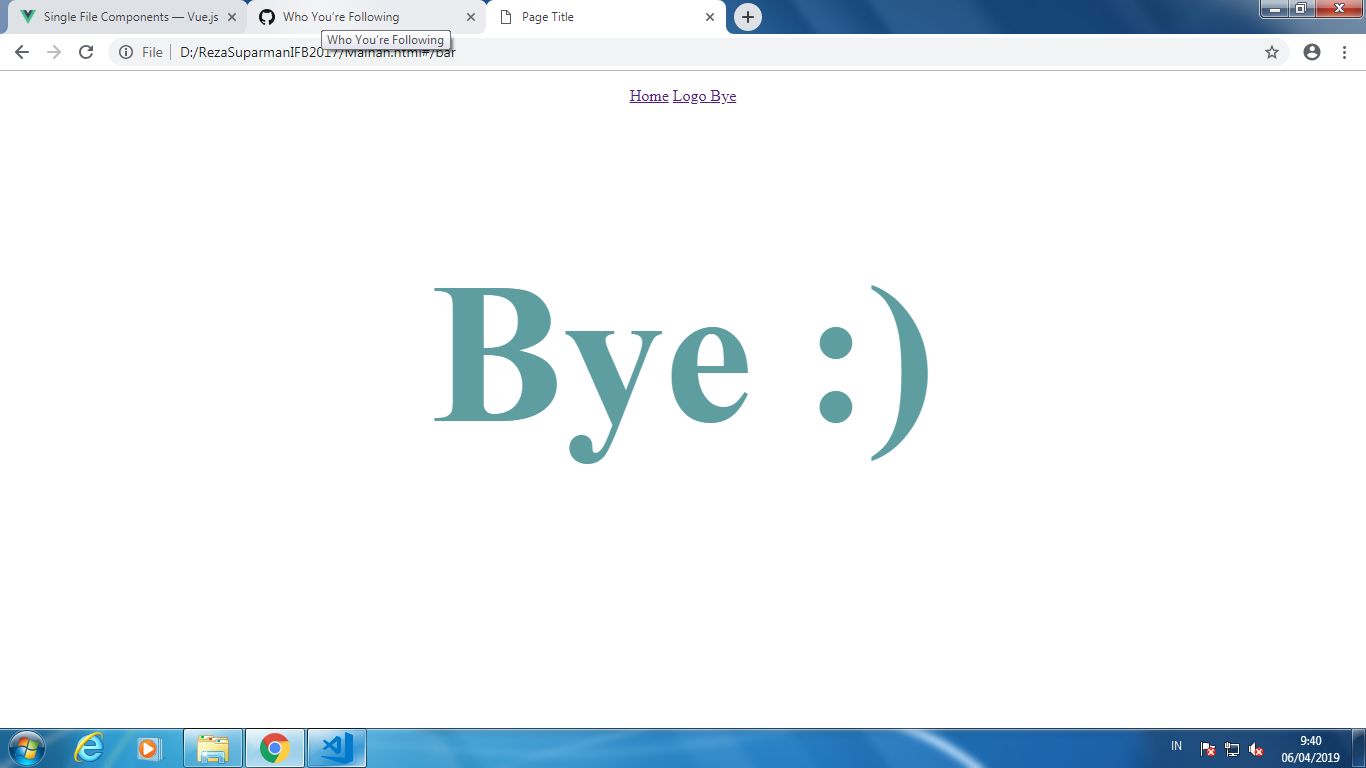 Single File Components — Vue.js
Who You're Following
Page Title
Who You're Following
File
D:/RezaSuparmanIFB2017/Mainan.html#/bar
Home Logo Bye
Bye :)
IN
9:40
06/04/2019